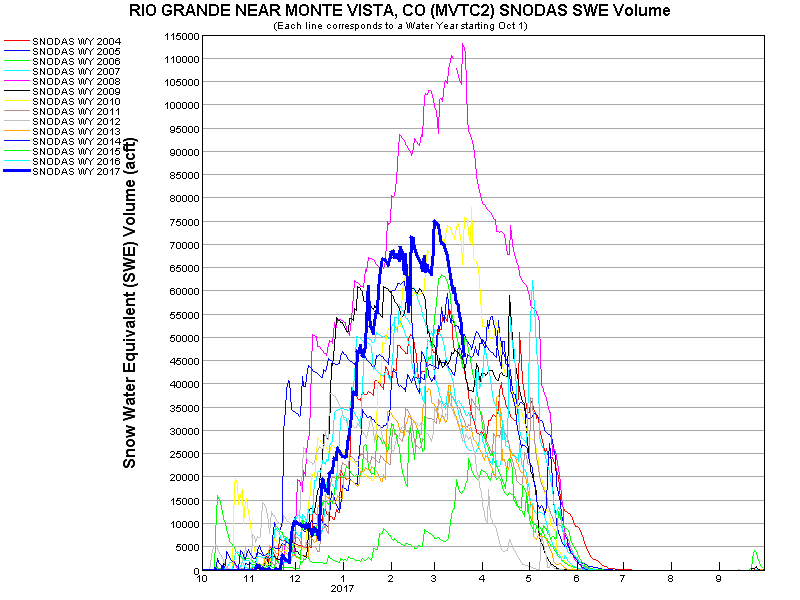 RIO GRANDE NEAR MONTE VISTA, CO (MVTC2) SNODAS SWE Volume
(Each line corresponds to a Water Year starting Oct 1)
SNODAS WY 2004
SNODAS WY 2005
SNODAS WY 2006
SNODAS WY 2007
SNODAS WY 2008
SNODAS WY 2009
SNODAS WY 2010
SNODAS WY 2011
SNODAS WY 2012
SNODAS WY 2013
SNODAS WY 2014
SNODAS WY 2015
SNODAS WY 2016
SNODAS WY 2017
Snow Water Equivalent (SWE) Volume (acft)
115000
110000
105000
100000
95000
90000
85000
80000
75000
70000
65000
60000
55000
50000
45000
40000
35000
30000
25000
20000
15000
10000
5000
0
10 11 12 1 2 3 4 5 6 7 8 9
2017